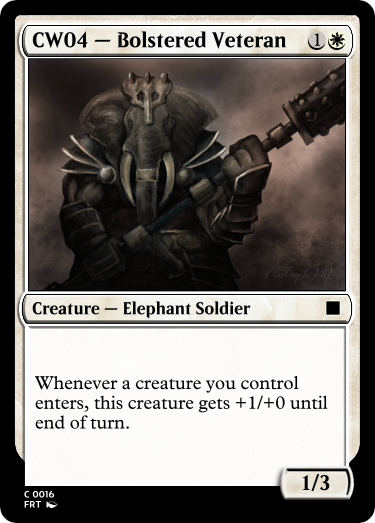 CW04 — Bolstered Veteran 1
Creature — Elephant Soldier
Whenever a creature you control
enters, this creature gets +1/+0 until
end of turn.
1/3
C 0016
FRT